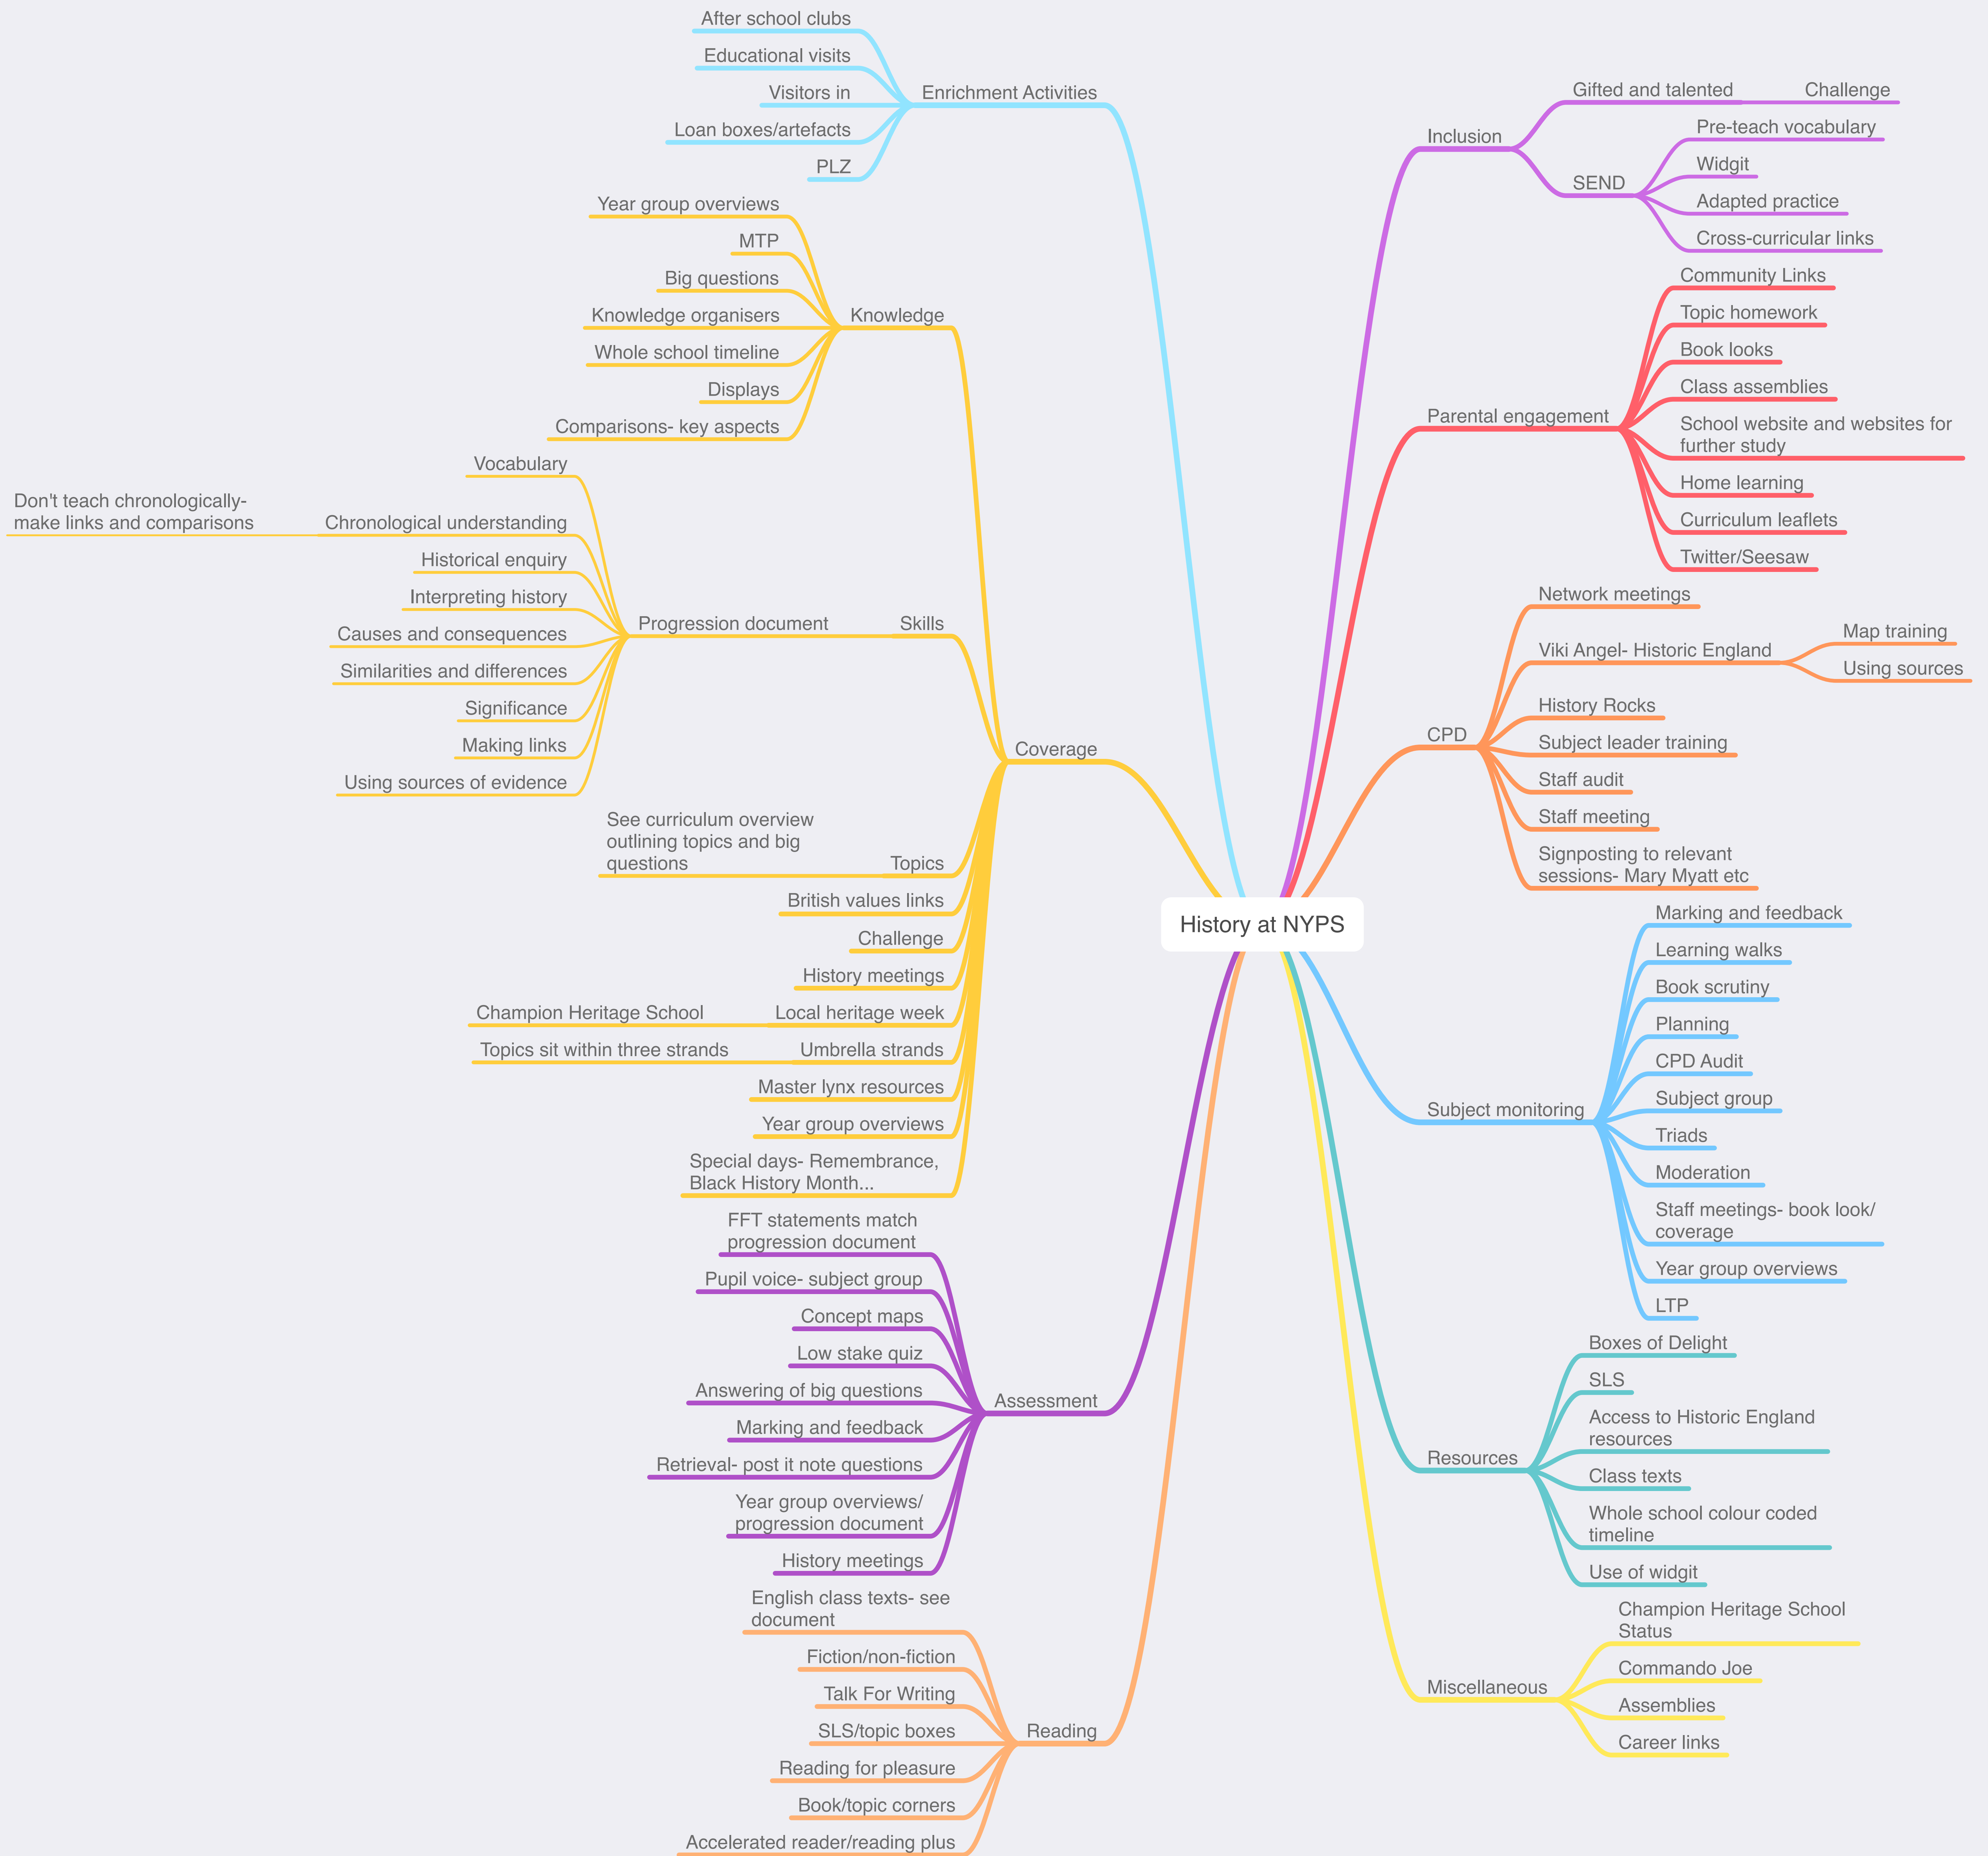 History at NYPS
Enrichment Activities
After school clubs
Educational visits
Visitors in
Loan boxes/artefacts
PLZ
Coverage
Knowledge
Year group overviews
MTP
Big questions
Knowledge organisers
Whole school timeline
Displays
Comparisons- key aspects
Skills
Progression document
Vocabulary
Chronological understanding
Don't teach chronologically-
make links and comparisons
Historical enquiry
Interpreting history
Causes and consequences
Similarities and differences
Significance
Making links
Using sources of evidence
Topics
See curriculum overview
outlining topics and big
questions
British values links
Challenge
History meetings
Local heritage week
Champion Heritage School
Umbrella strands
Topics sit within three strands
Master lynx resources
Year group overviews
Special days- Remembrance,
Black History Month...
Assessment
FFT statements match
progression document
Pupil voice- subject group
Concept maps
Low stake quiz
Answering of big questions
Marking and feedback
Retrieval- post it note questions
Year group overviews/
progression document
History meetings
Reading
English class texts- see
document
Fiction/non-fiction
Talk For Writing
SLS/topic boxes
Reading for pleasure
Book/topic corners
Accelerated reader/reading plus
Inclusion
Gifted and talented
Challenge
SEND
Pre-teach vocabulary
Widgit
Adapted practice
Cross-curricular links
Parental engagement
Community Links
Topic homework
Book looks
Class assemblies
School website and websites for
further study
Home learning
Curriculum leaflets
Twitter/Seesaw
CPD
Network meetings
Viki Angel- Historic England
Map training
Using sources
History Rocks
Subject leader training
Staff audit
Staff meeting
Signposting to relevant
sessions- Mary Myatt etc
Subject monitoring
Marking and feedback
Learning walks
Book scrutiny
Planning
CPD Audit
Subject group
Triads
Moderation
Staff meetings- book look/
coverage
Year group overviews
LTP
Resources
Boxes of Delight
SLS
Access to Historic England
resources
Class texts
Whole school colour coded
timeline
Use of widgit
Miscellaneous
Champion Heritage School
Status
Commando Joe
Assemblies
Career links